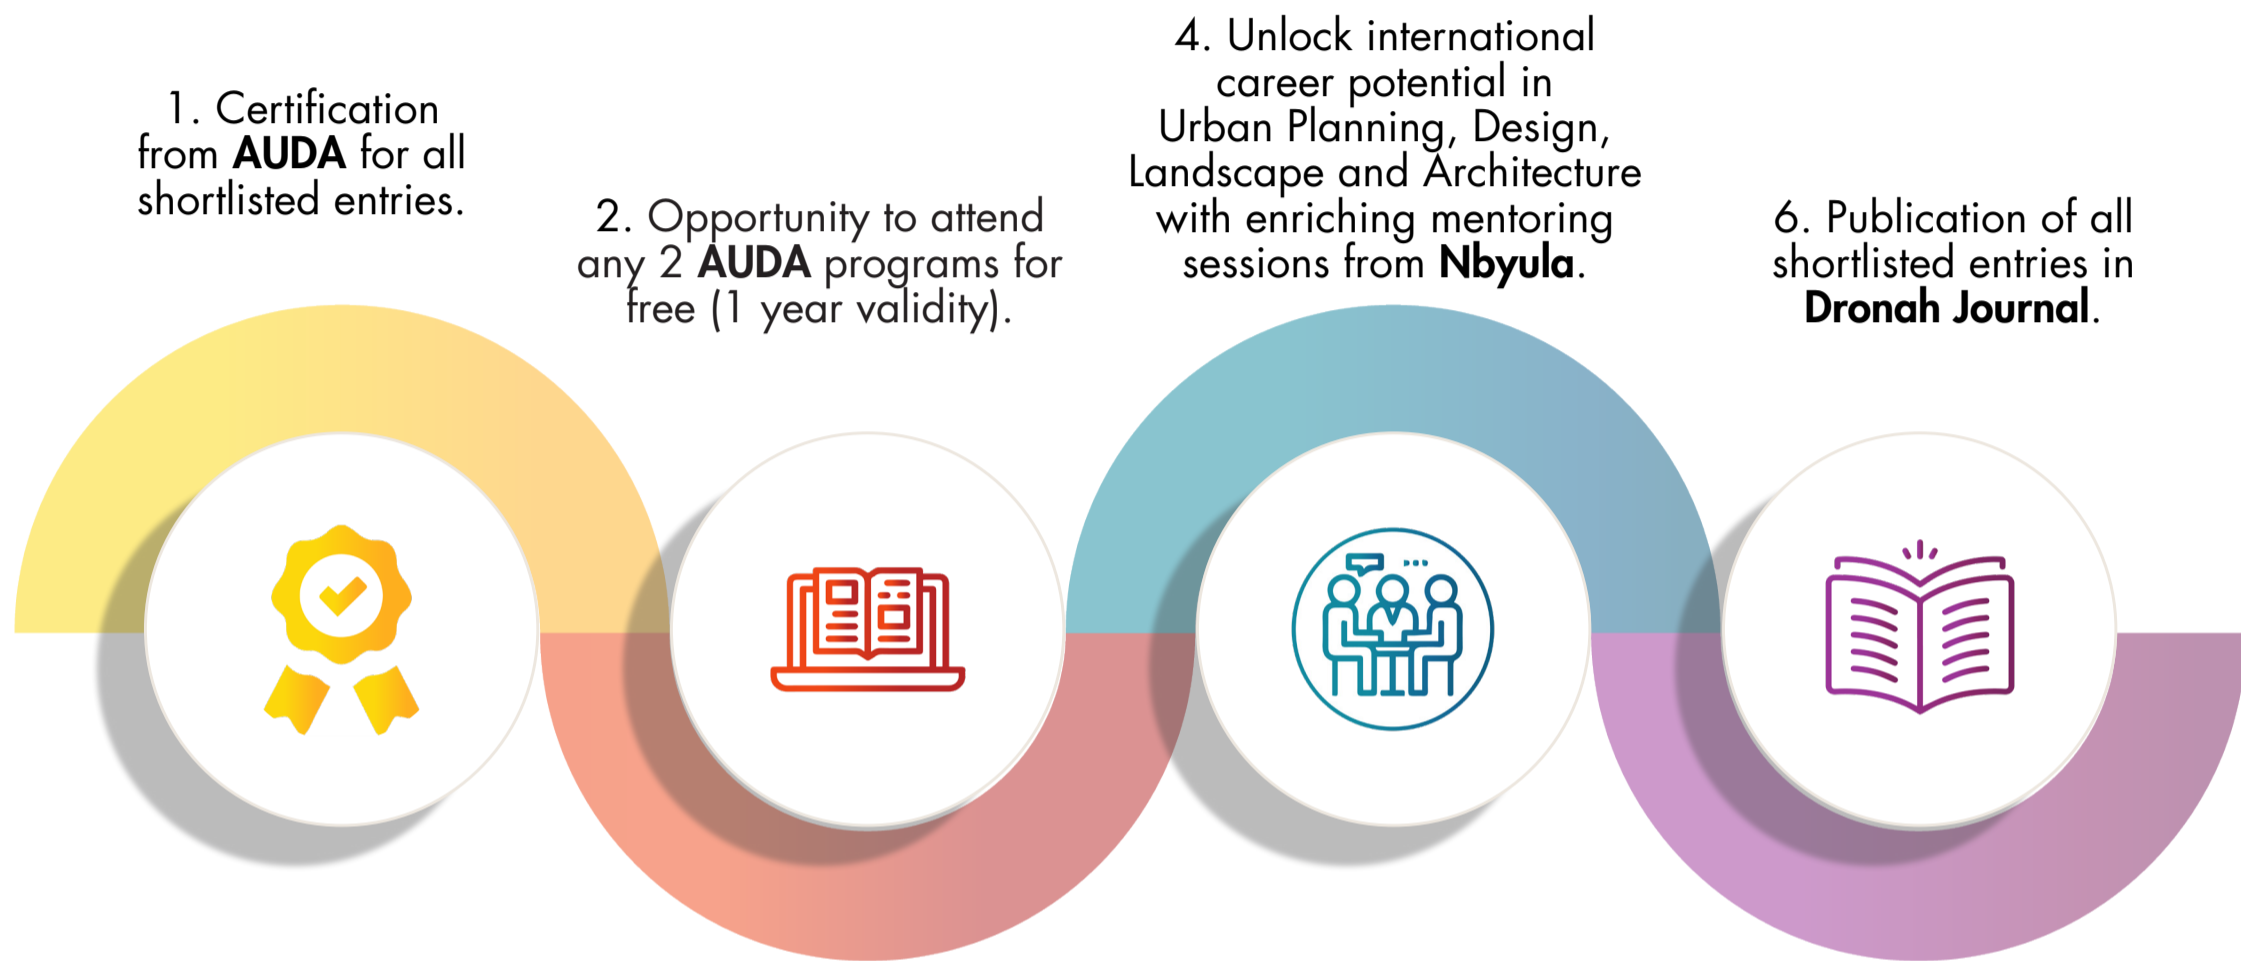 1. Certification
from AUDA for all
shortlisted entries.
2. Opportunity to attend
any 2 AUDA programs for
free (1 year validity).
4. Unlock international
career potential in
Urban Planning, Design,
Landscape and Architecture
with enriching mentoring
sessions from Nbyula.
6. Publication of all
shortlisted entries in
Dronah Journal.